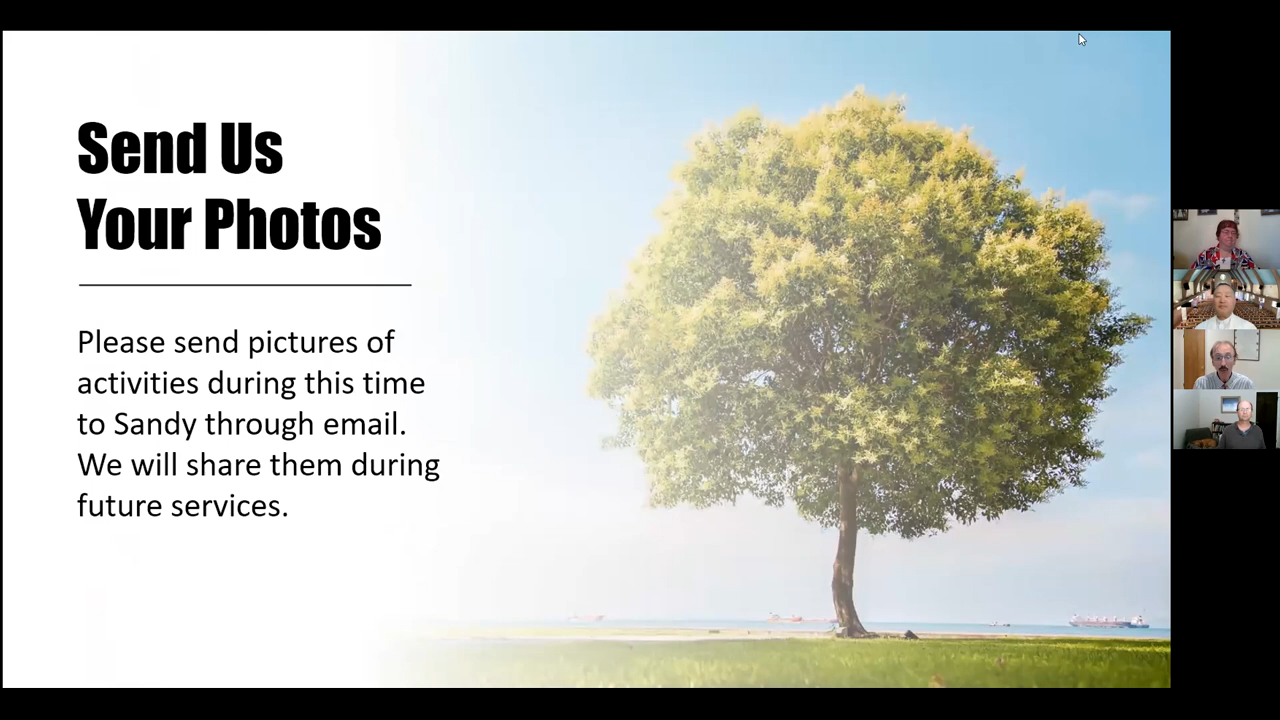 Send Us
Your Photos
Please send pictures of
activities during this time
to Sandy through email.
We will share them during
future services.